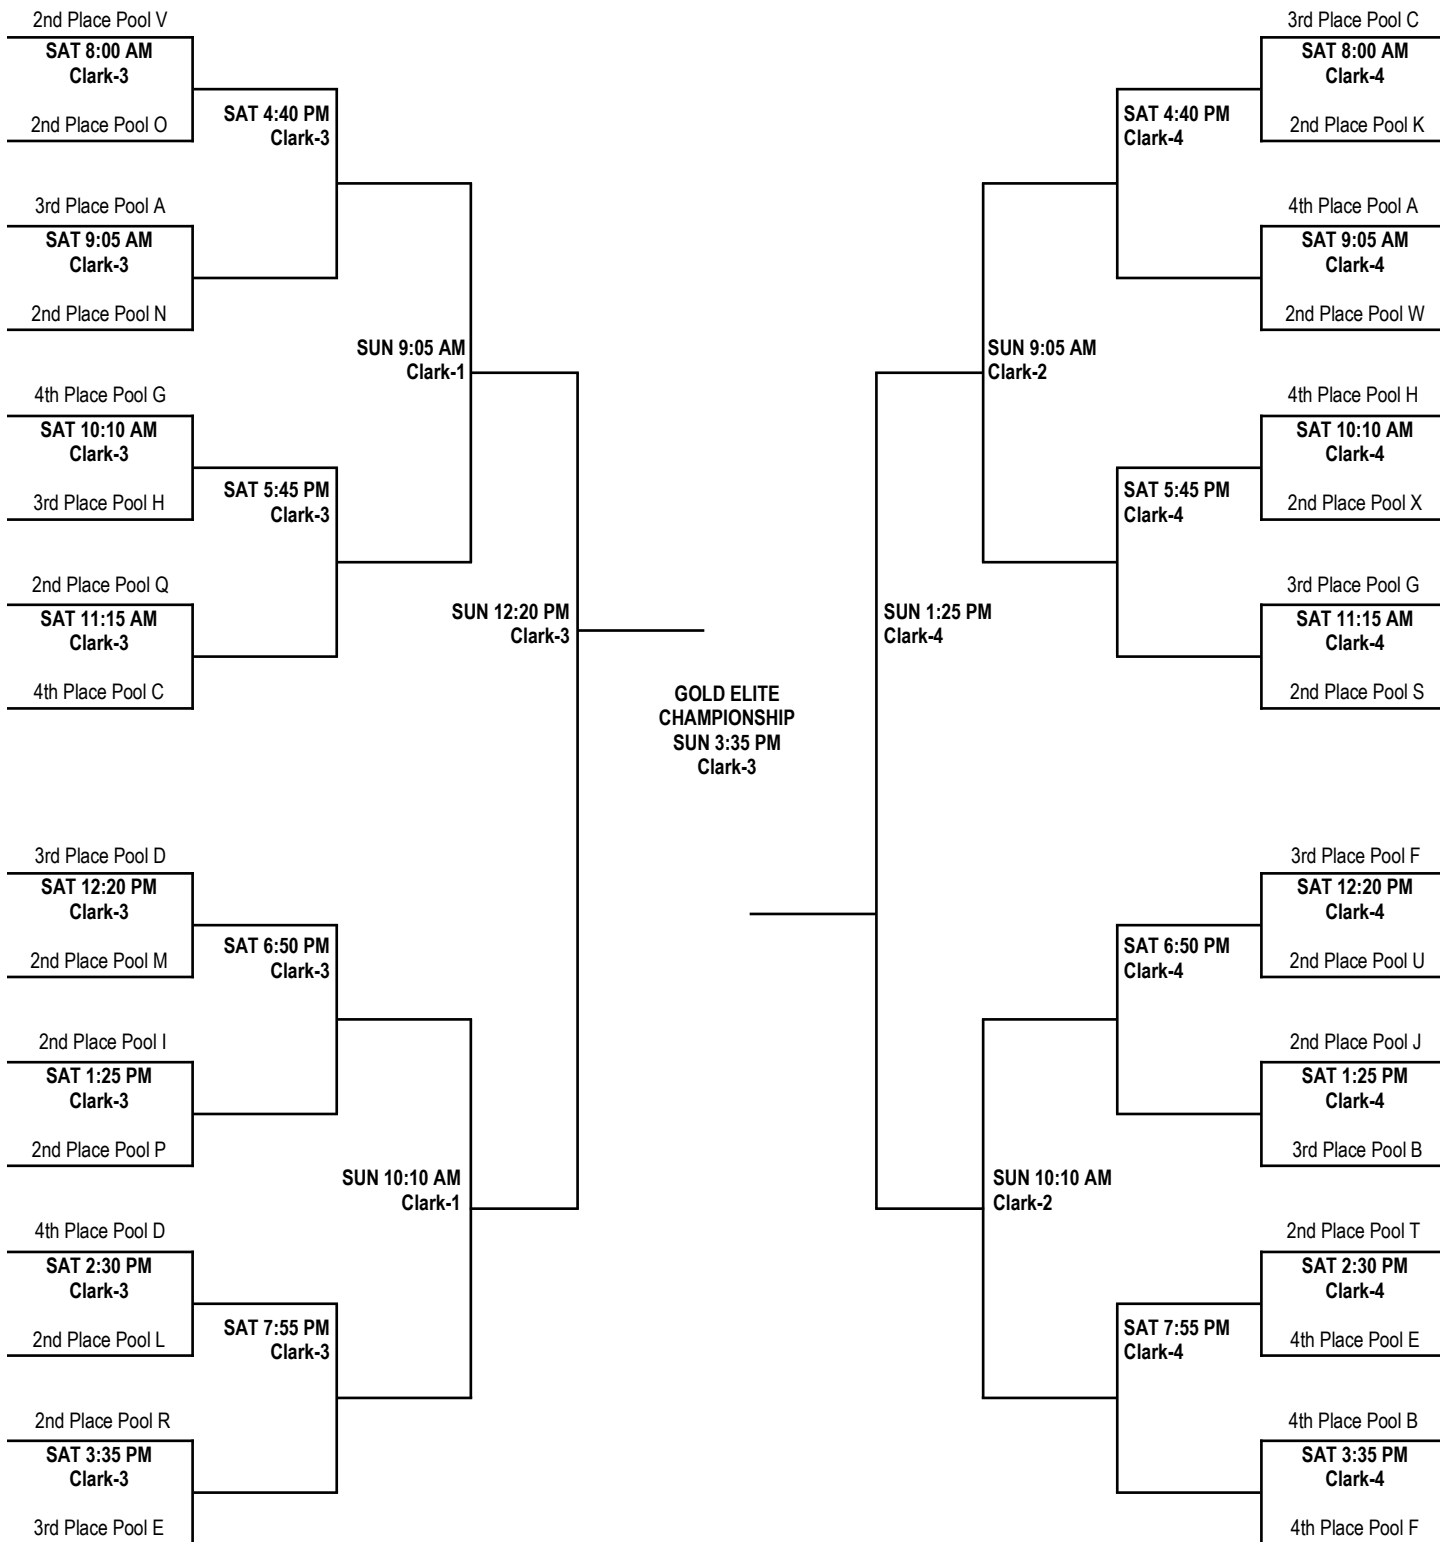 2nd Place Pool V
SAT 8:00 AM
Clark-3
2nd Place Pool O
SAT 4:40 PM
Clark-3
3rd Place Pool A
SAT 9:05 AM
Clark-3
2nd Place Pool N
SUN 9:05 AM
Clark-1
4th Place Pool G
SAT 10:10 AM
Clark-3
3rd Place Pool H
SAT 5:45 PM
Clark-3
2nd Place Pool Q
SAT 11:15 AM
Clark-3
4th Place Pool C
SUN 12:20 PM
Clark-3
3rd Place Pool D
SAT 12:20 PM
Clark-3
2nd Place Pool M
SAT 6:50 PM
Clark-3
2nd Place Pool I
SAT 1:25 PM
Clark-3
2nd Place Pool P
SUN 10:10 AM
Clark-1
4th Place Pool D
SAT 2:30 PM
Clark-3
2nd Place Pool L
SAT 7:55 PM
Clark-3
2nd Place Pool R
SAT 3:35 PM
Clark-3
3rd Place Pool E
GOLD ELITE
CHAMPIONSHIP
SUN 3:35 PM
Clark-3
3rd Place Pool C
SAT 8:00 AM
Clark-4
2nd Place Pool K
SAT 4:40 PM
Clark-4
4th Place Pool A
SAT 9:05 AM
Clark-4
2nd Place Pool W
SUN 9:05 AM
Clark-2
4th Place Pool H
SAT 10:10 AM
Clark-4
2nd Place Pool X
SAT 5:45 PM
Clark-4
3rd Place Pool G
SAT 11:15 AM
Clark-4
2nd Place Pool S
SUN 1:25 PM
Clark-4
3rd Place Pool F
SAT 12:20 PM
Clark-4
2nd Place Pool U
SAT 6:50 PM
Clark-4
2nd Place Pool J
SAT 1:25 PM
Clark-4
3rd Place Pool B
SUN 10:10 AM
Clark-2
2nd Place Pool T
SAT 2:30 PM
Clark-4
4th Place Pool E
SAT 7:55 PM
Clark-4
4th Place Pool B
SAT 3:35 PM
Clark-4
4th Place Pool F